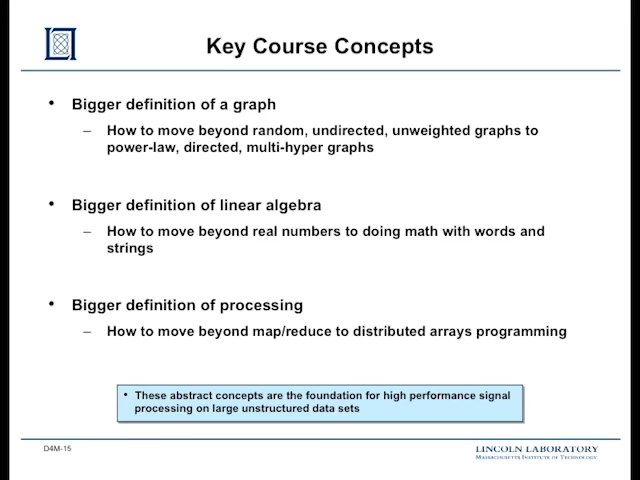 Key Course Concepts
• Bigger definition of a graph
– How to move beyond random, undirected, unweighted graphs to
power-law, directed, multi-hyper graphs
• Bigger definition of linear algebra
– How to move beyond real numbers to doing math with words and
strings
• Bigger definition of processing
– How to move beyond map/reduce to distributed arrays programming
• These abstract concepts are the foundation for high performance signal
processing on large unstructured data sets
D4M-15
LINCOLN LABORATORY
MASSACHUSETTS INSTITUTE OF TECHNOLOGY